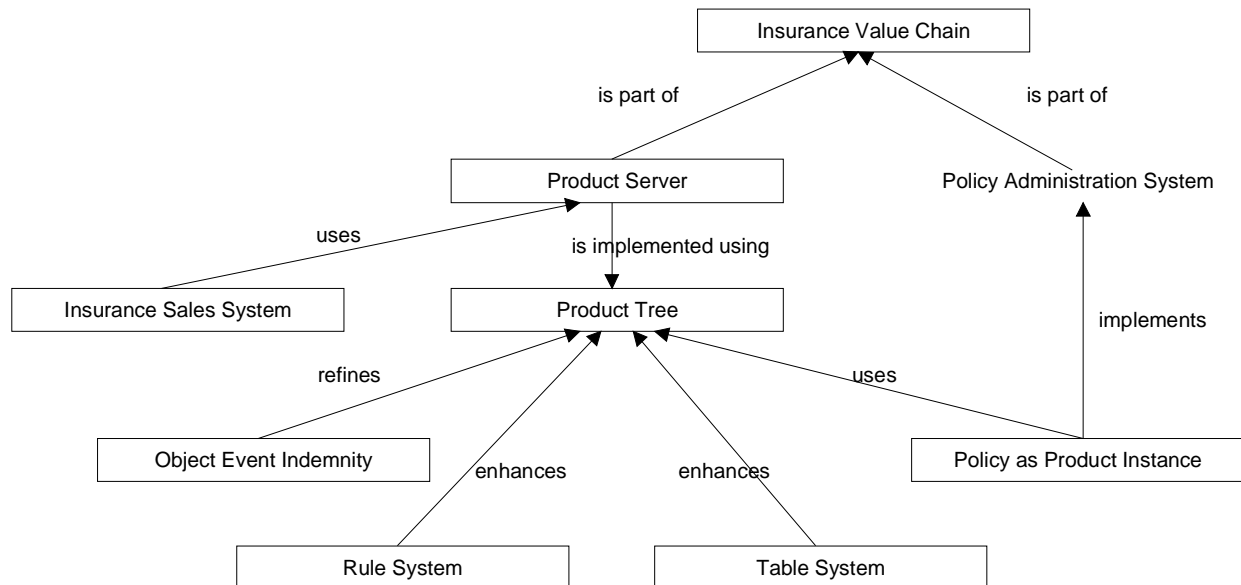 Insurance Value Chain
is part of
is part of
Product Server
Policy Administration System
uses
is implemented using
Insurance Sales System
Product Tree
implements
refines
uses
Object Event Indemnity
Policy as Product Instance
enhances
enhances
Rule System
Table System